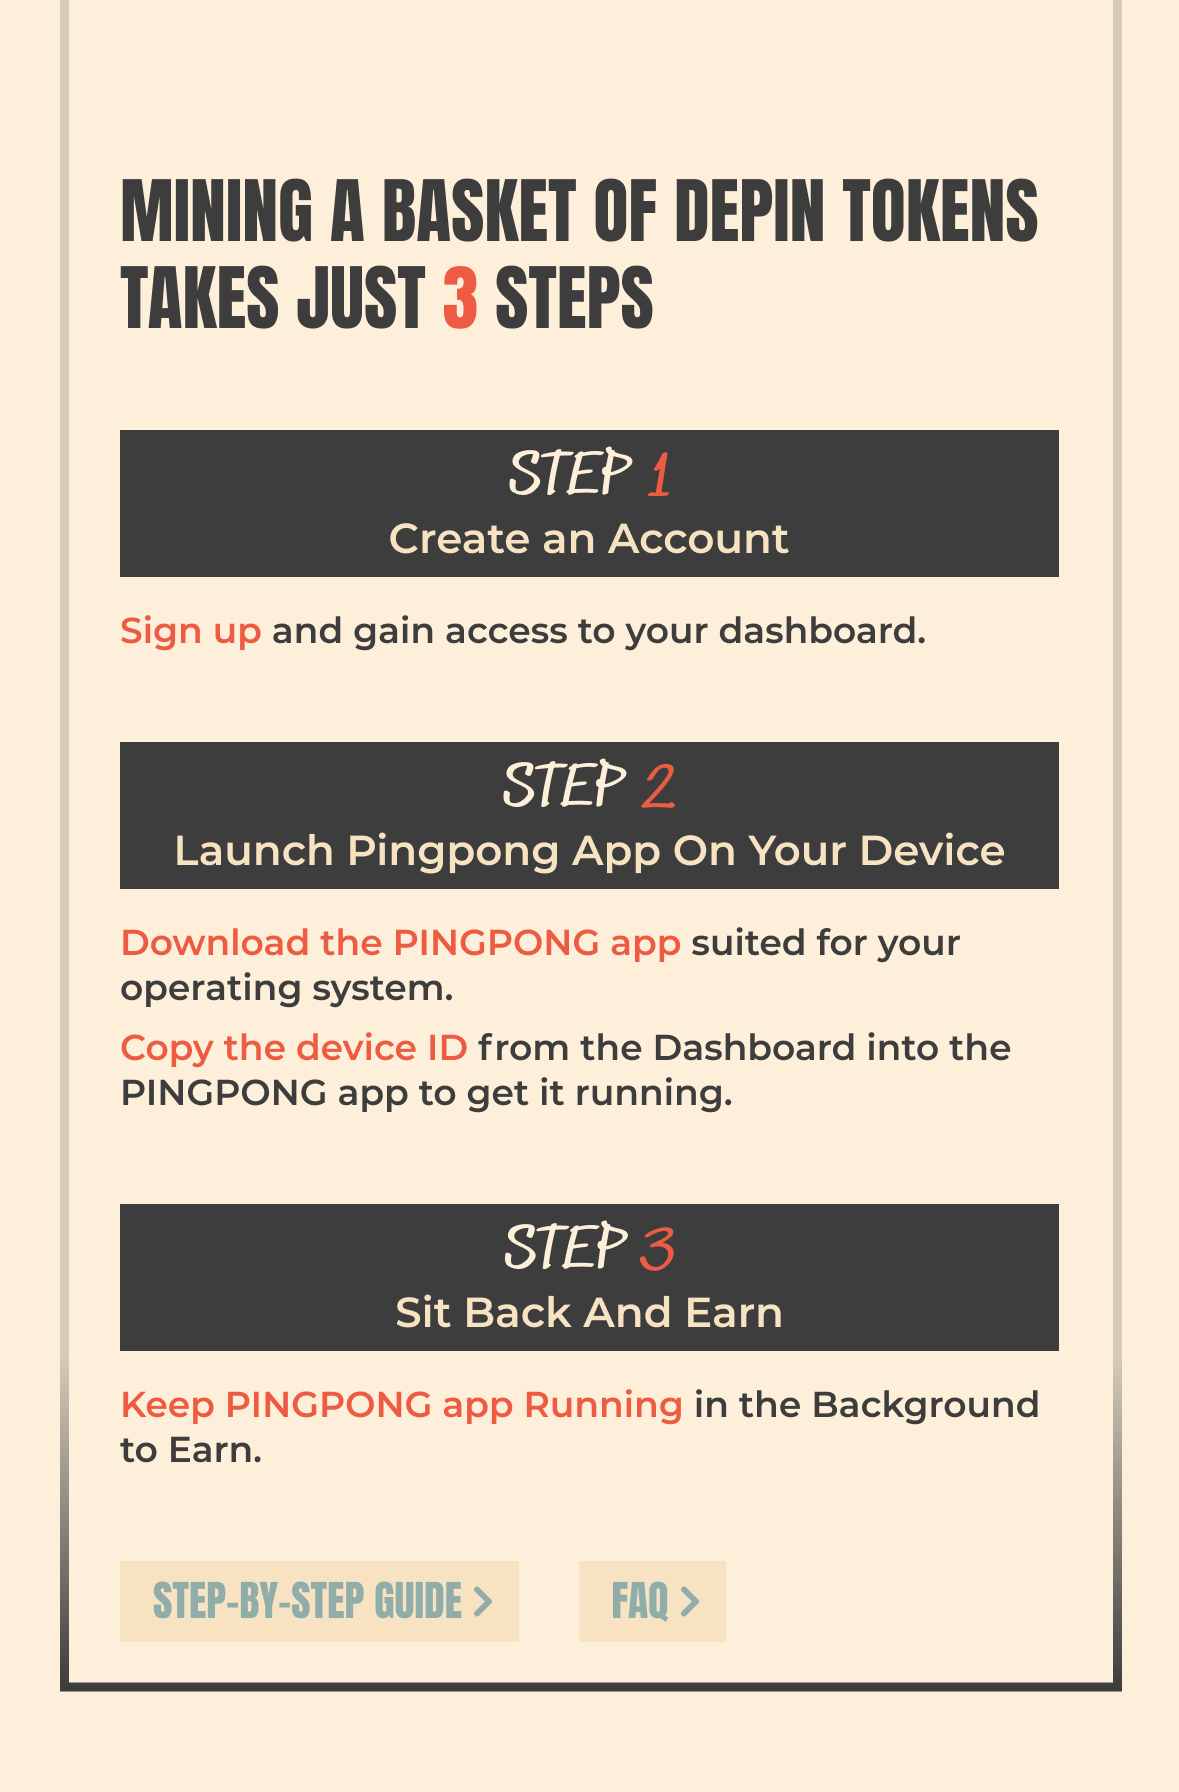 MINING A BASKET OF DEPIN TOKENS
TAKES JUST 3 STEPS
STEP 1
Create an Account
Sign up and gain access to your dashboard.
STEP 2
Launch Pingpong App On Your Device
Download the PINGPONG app suited for your
operating system.
Copy the device ID from the Dashboard into the
PINGPONG app to get it running.
STEP 3
Sit Back And Earn
Keep PINGPONG app Running in the Background
to Earn.
STEP-BY-STEP GUIDE >
FAQ >